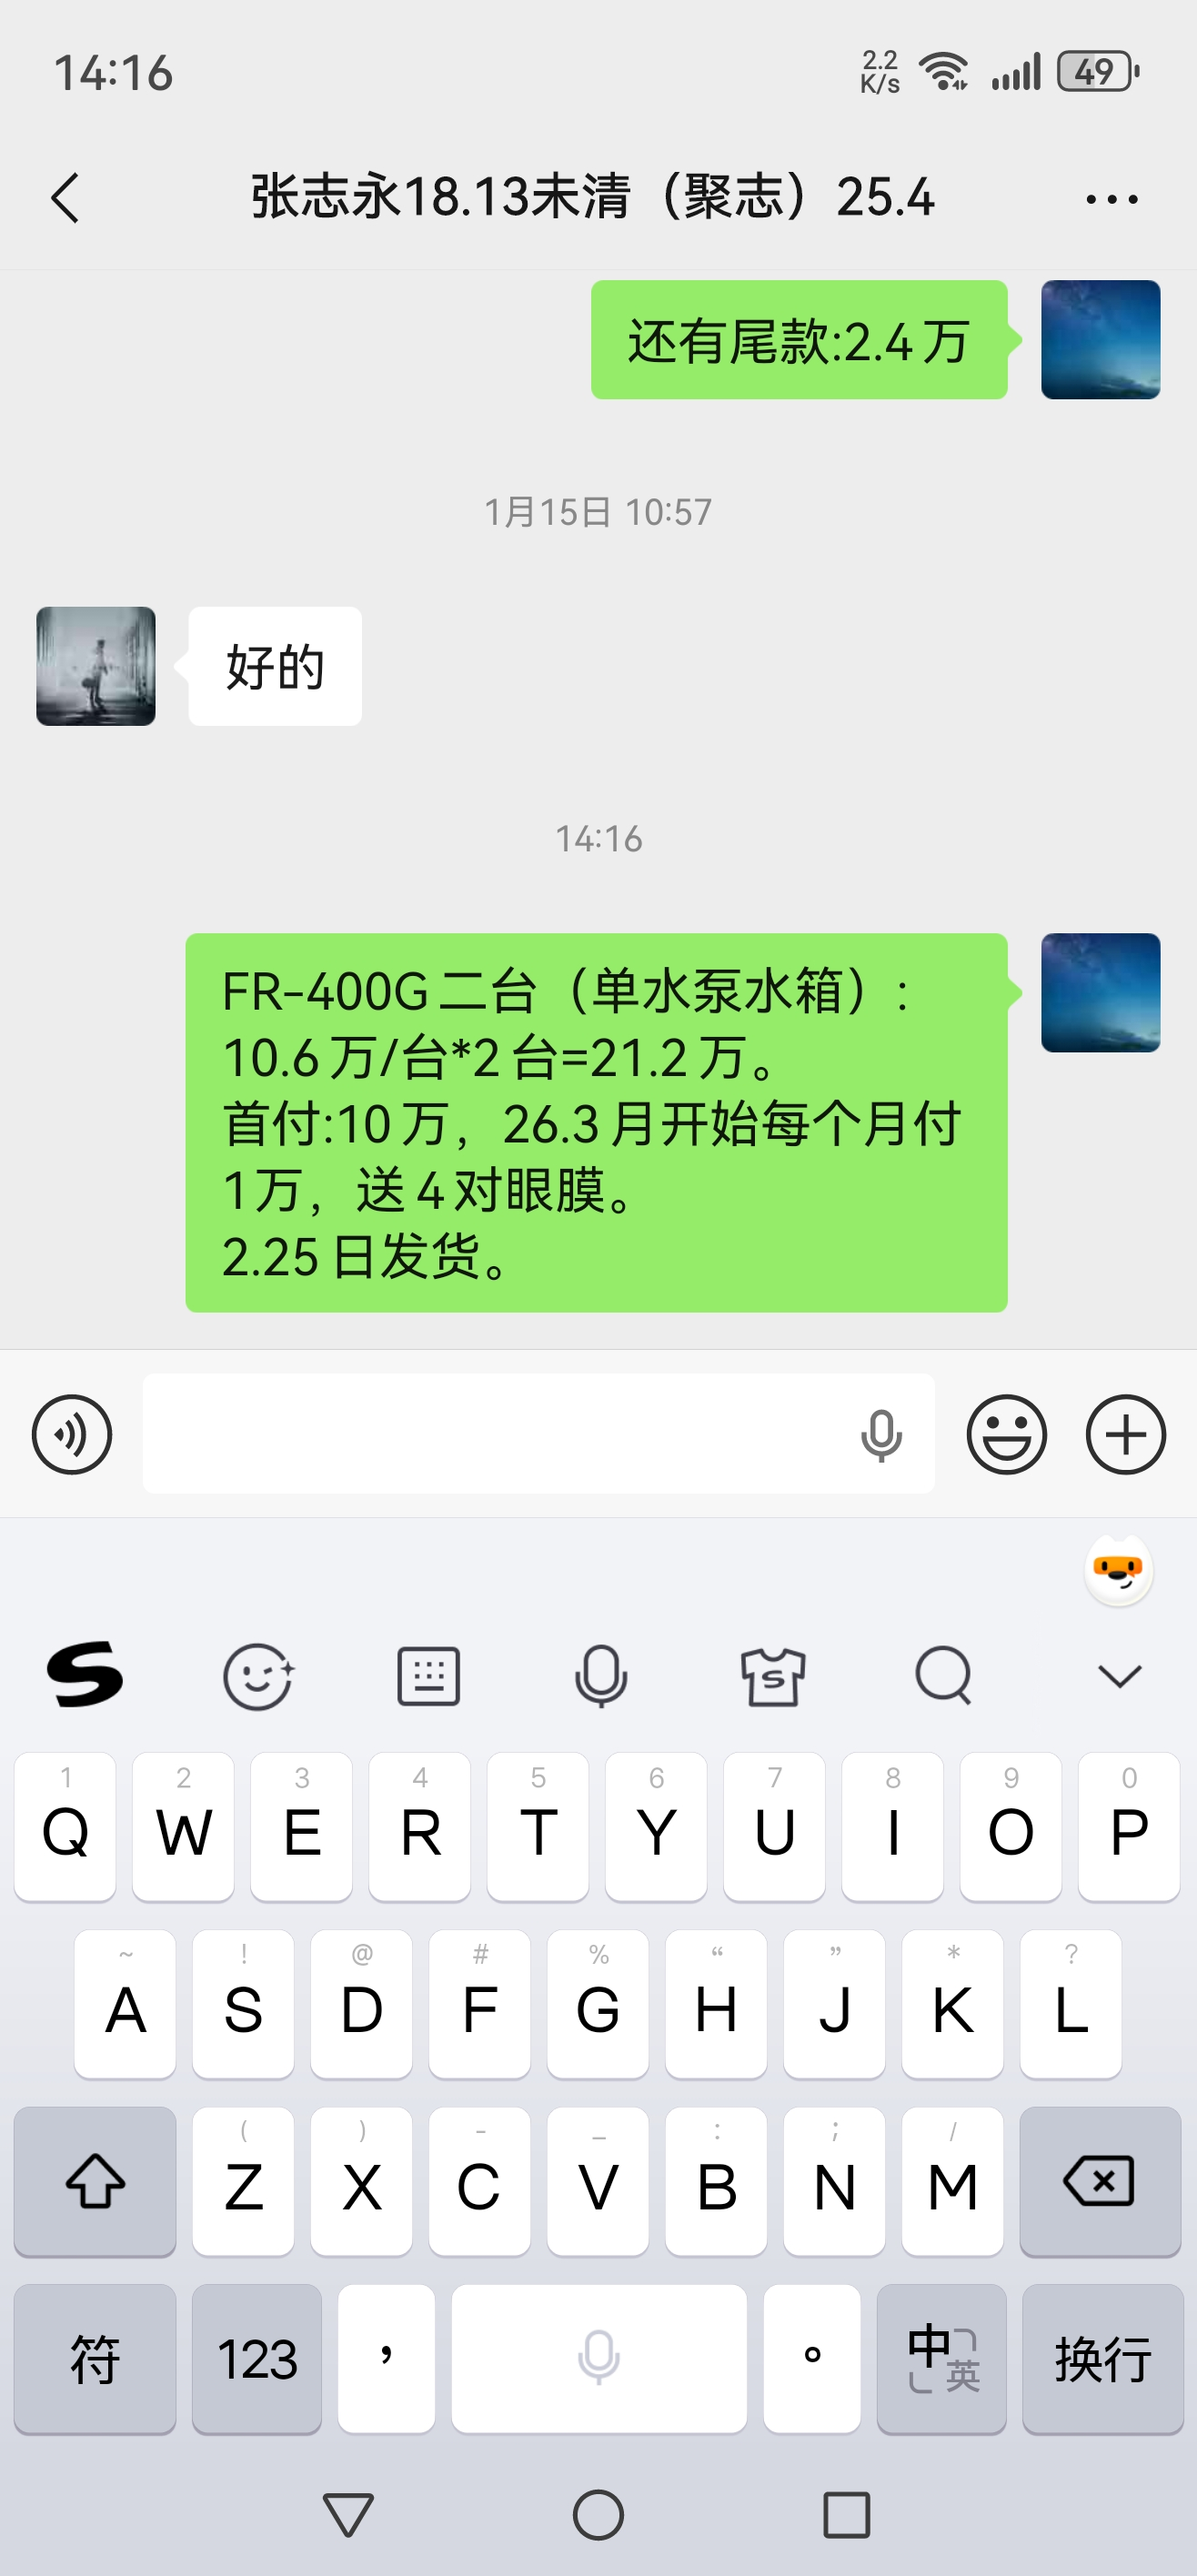 14:16
2.2
K/s
49
张志永18.13未清（聚志）25.4
还有尾款:2.4万
1月15日 10:57
好的
14:16
FR-400G二台（单水泵水箱）:
10.6万/台*2台=21.2万。
首付:10万，26.3月开始每个月付
1万，送4对眼膜。
2.25日发货。
1 2 3 4 5 6 7 8 9 0
Q W E R T Y U I O P
~ ! @ # % “ ” * ?
A S D F G H J K L
( ) - _ : ; /
Z X C V B N M
符 123 , 。 中 英 换行